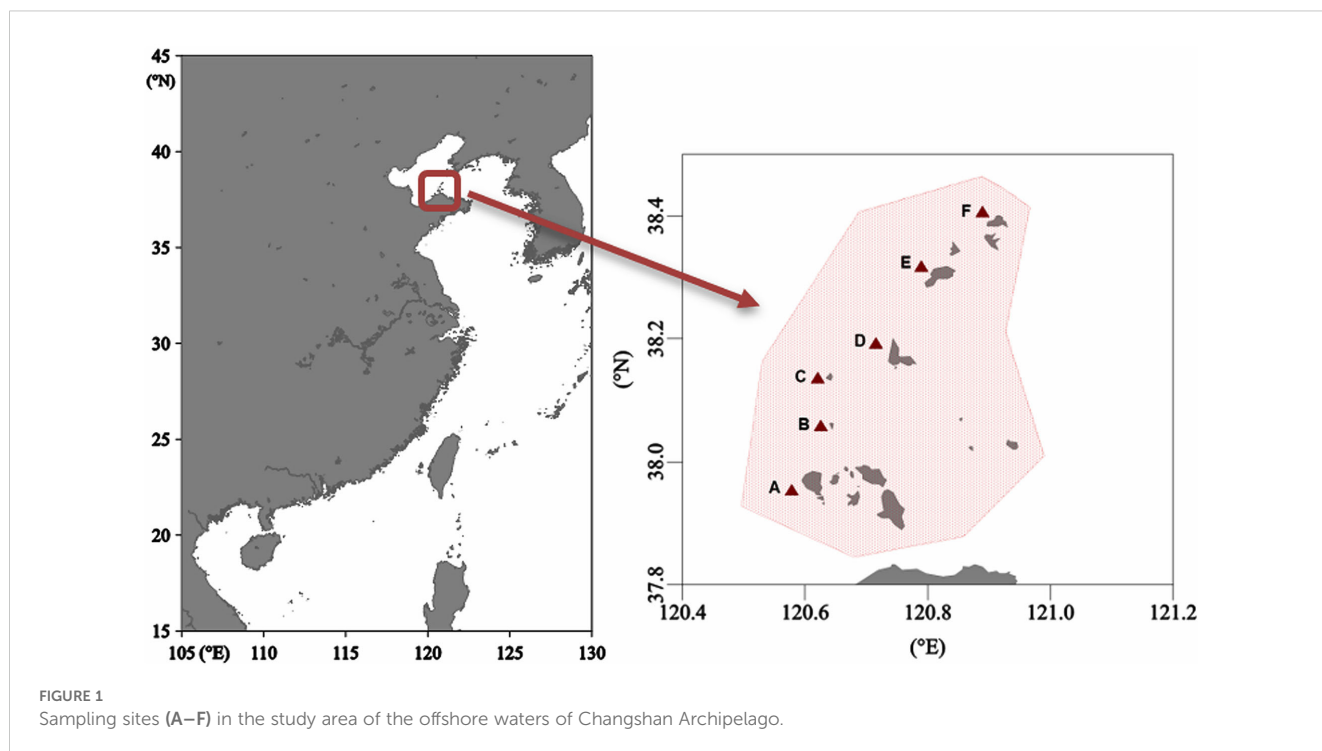 45
(°N)
40
35
30
25
20
15
105 (°E) 110 115 120 125 130
38.4
38.2
38.0
37.8
(°N)
F
E
D
C
B
A
120.4 120.6 120.8 121.0 121.2
(°E)
FIGURE 1
Sampling sites (A–F) in the study area of the offshore waters of Changshan Archipelago.